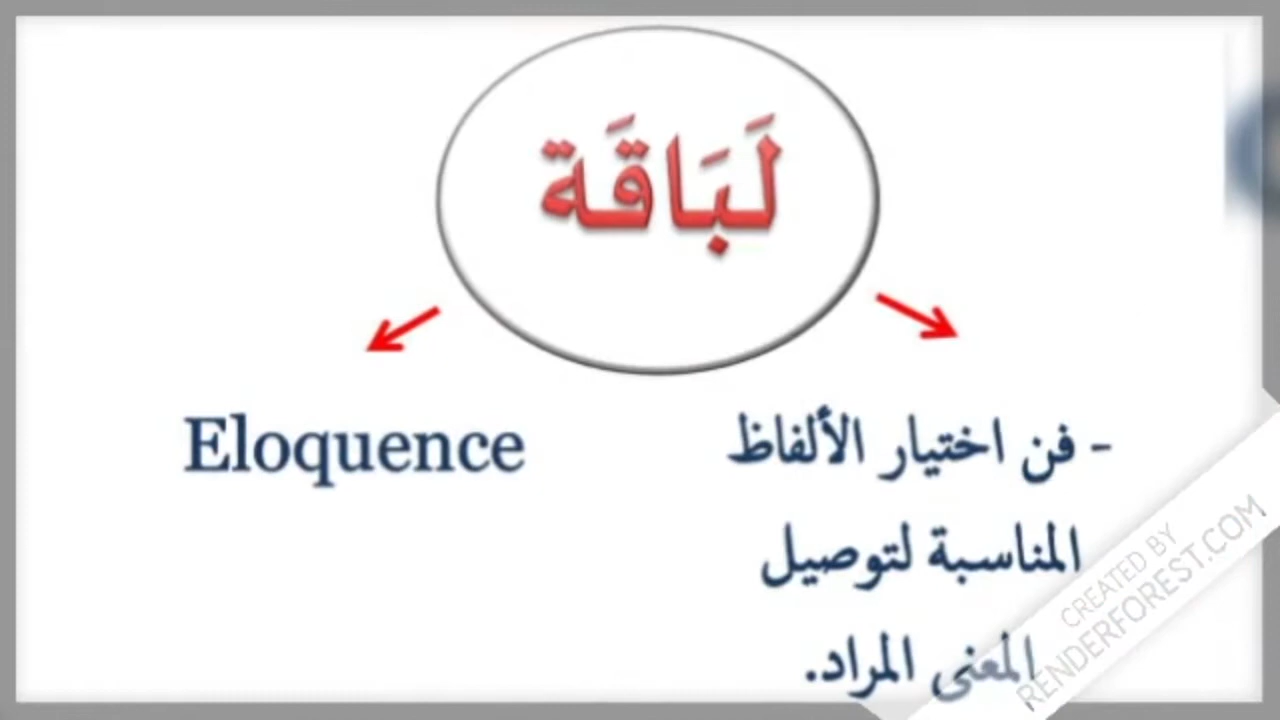 لَبَاقَة
Eloquence
- فن اختيار الألفاظ
المناسبة لتوصيل
المعنى المراد.
CREATED BY
RENDERFOREST.COM